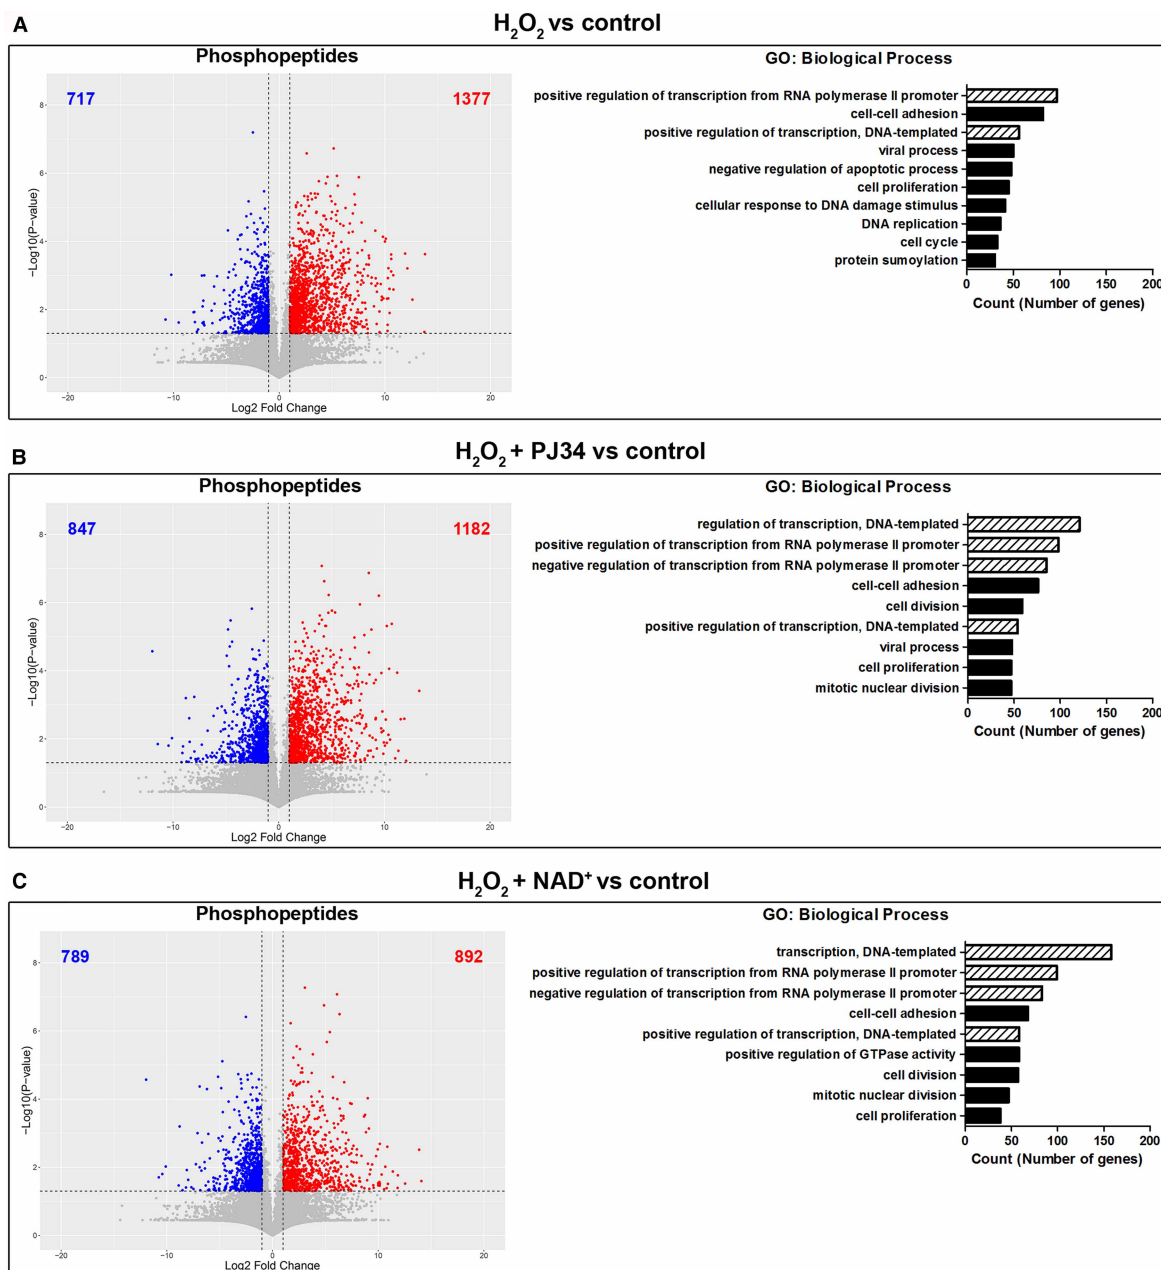 A
H₂O₂ vs control
Phosphopeptides
717
1377
8
6
4
2
0
−Log10(P−value)
−20
−10
0
10
20
Log2 Fold Change
GO: Biological Process
positive regulation of transcription from RNA polymerase II promoter
cell-cell adhesion
positive regulation of transcription, DNA-templated
viral process
negative regulation of apoptotic process
cell proliferation
cellular response to DNA damage stimulus
DNA replication
cell cycle
protein sumoylation
0
50
100
150
200
Count (Number of genes)
B
H₂O₂ + PJ34 vs control
Phosphopeptides
847
1182
8
6
4
2
0
−Log10(P−value)
−20
−10
0
10
20
Log2 Fold Change
GO: Biological Process
regulation of transcription, DNA-templated
positive regulation of transcription from RNA polymerase II promoter
negative regulation of transcription from RNA polymerase II promoter
cell-cell adhesion
cell division
positive regulation of transcription, DNA-templated
viral process
cell proliferation
mitotic nuclear division
0
50
100
150
200
Count (Number of genes)
C
H₂O₂ + NAD⁺ vs control
Phosphopeptides
789
892
8
6
4
2
0
−Log10(P−value)
−20
−10
0
10
20
Log2 Fold Change
GO: Biological Process
transcription, DNA-templated
positive regulation of transcription from RNA polymerase II promoter
negative regulation of transcription from RNA polymerase II promoter
cell-cell adhesion
positive regulation of transcription, DNA-templated
positive regulation of GTPase activity
cell division
mitotic nuclear division
cell proliferation
0
50
100
150
200
Count (Number of genes)